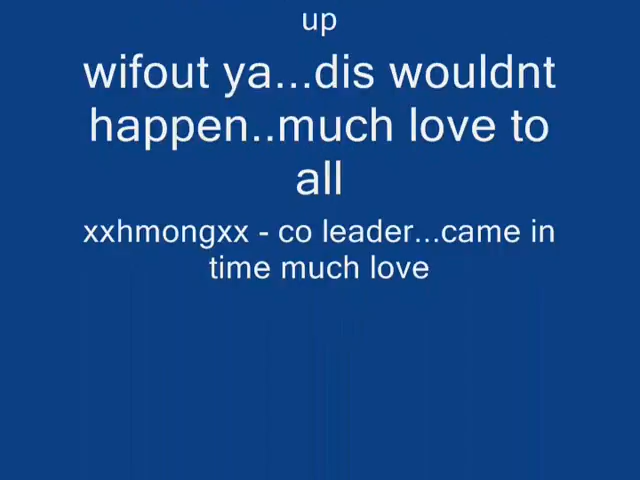 up
wifout ya...dis wouldnt
happen..much love to
all
xxhmongxx - co leader...came in
time much love